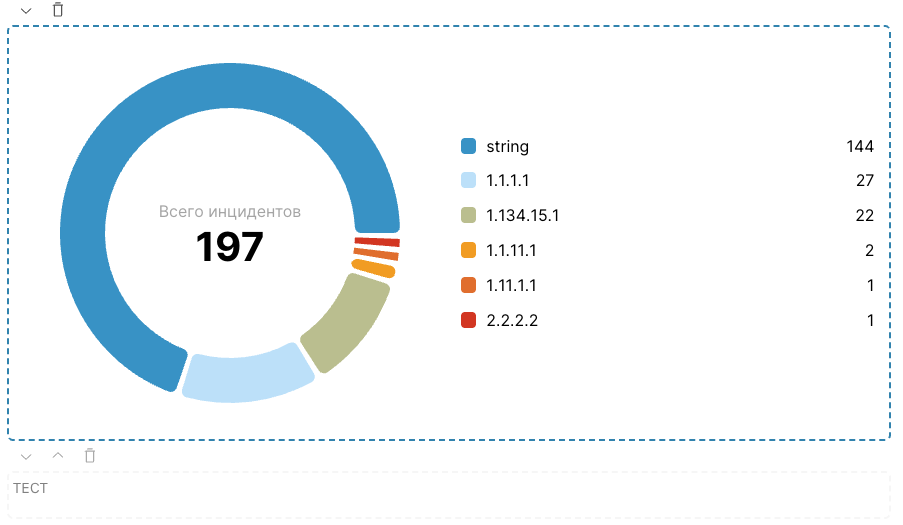 Всего инцидентов
197
string 144
1.1.1.1 27
1.134.15.1 22
1.1.11.1 2
1.11.1.1 1
2.2.2.2 1
ТЕСТ